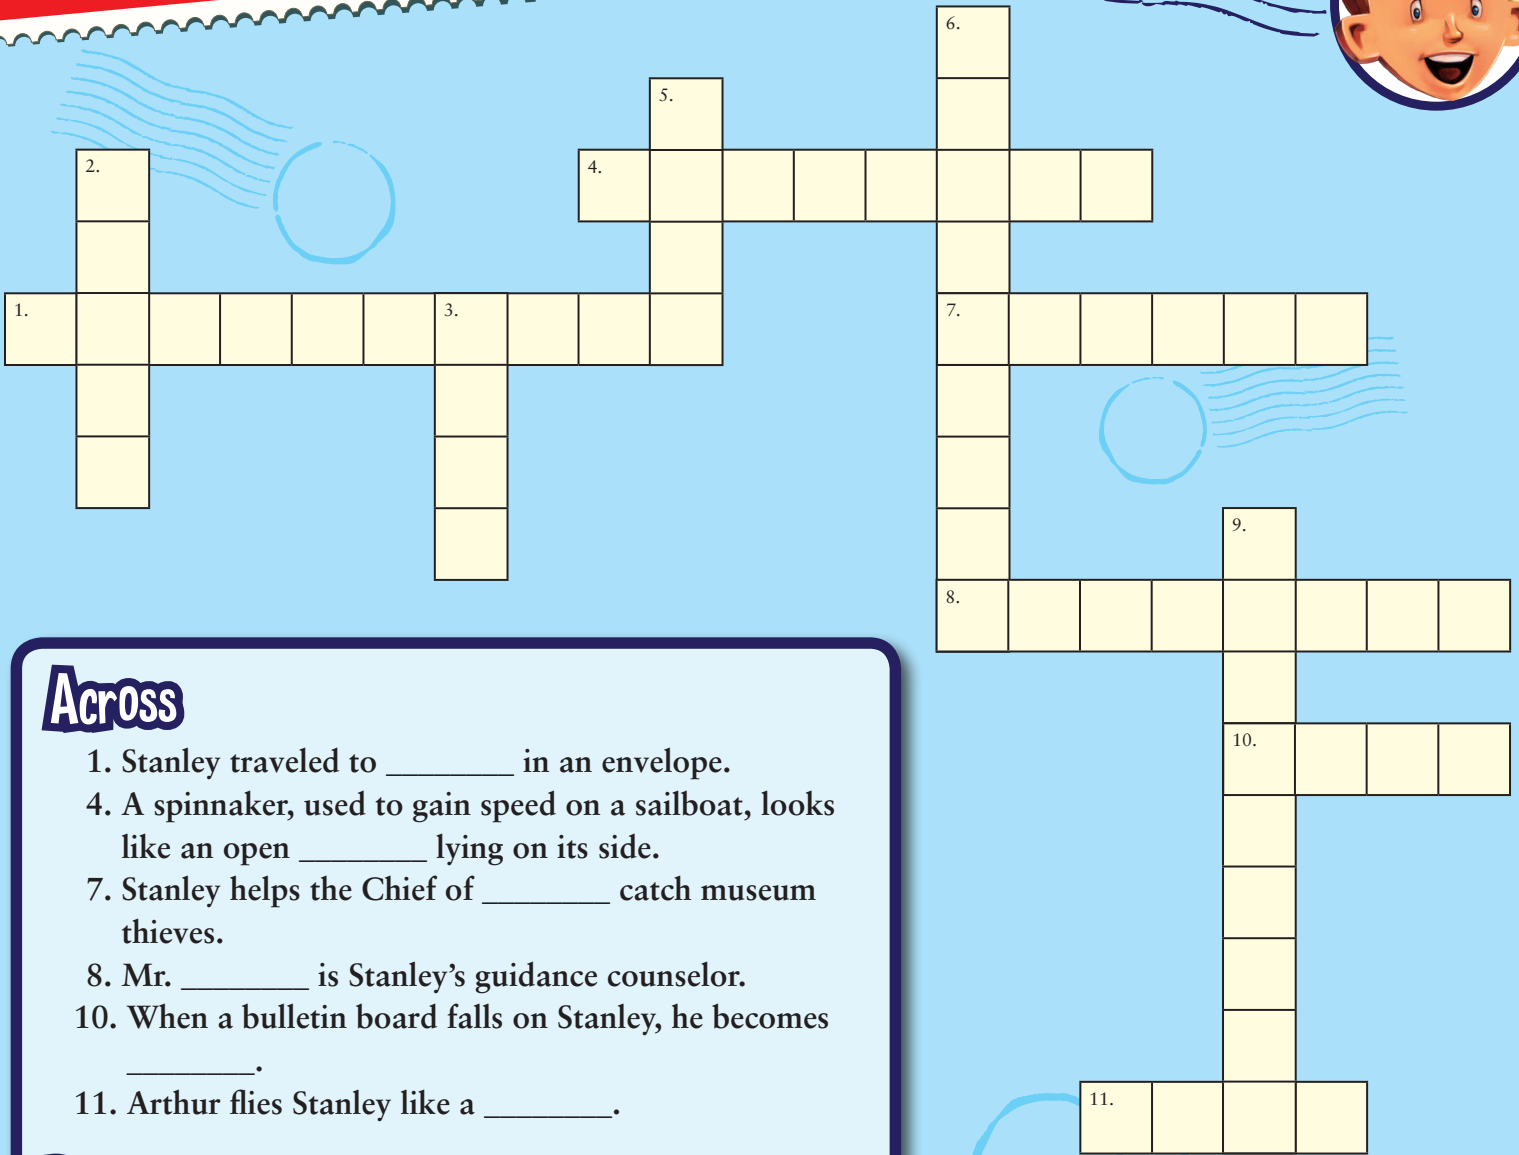 6.
5.
2.
4.
1.
3.
7.
9.
8.
10.
11.
Across
1. Stanley traveled to ________ in an envelope.
4. A spinnaker, used to gain speed on a sailboat, looks
like an open ________ lying on its side.
7. Stanley helps the Chief of ________ catch museum
thieves.
8. Mr. ________ is Stanley’s guidance counselor.
10. When a bulletin board falls on Stanley, he becomes
________.
11. Arthur flies Stanley like a ________.